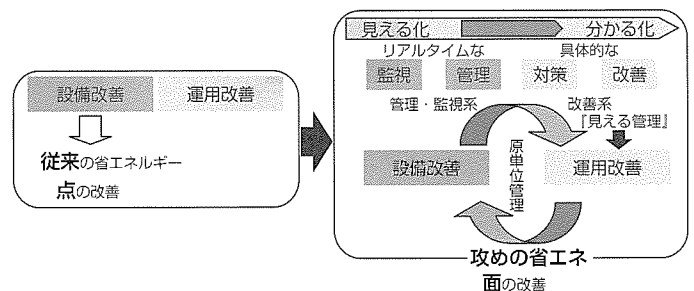 設備改善
運用改善
従来の省エネルギー
点の改善
見える化
分かる化
リアルタイムな
具体的な
監視
管理
対策
改善
管理・監視系
改善系
『見える管理』
設備改善
原単位管理
運用改善
攻めの省エネ
面の改善